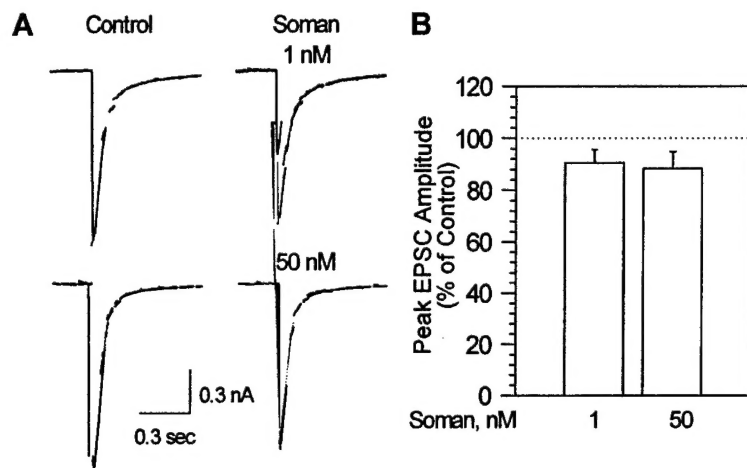 A
Control
Soman
1 nM
50 nM
0.3 nA
0.3 sec
B
Peak EPSC Amplitude
(% of Control)
120
100
80
60
40
20
0
Soman, nM 1 50